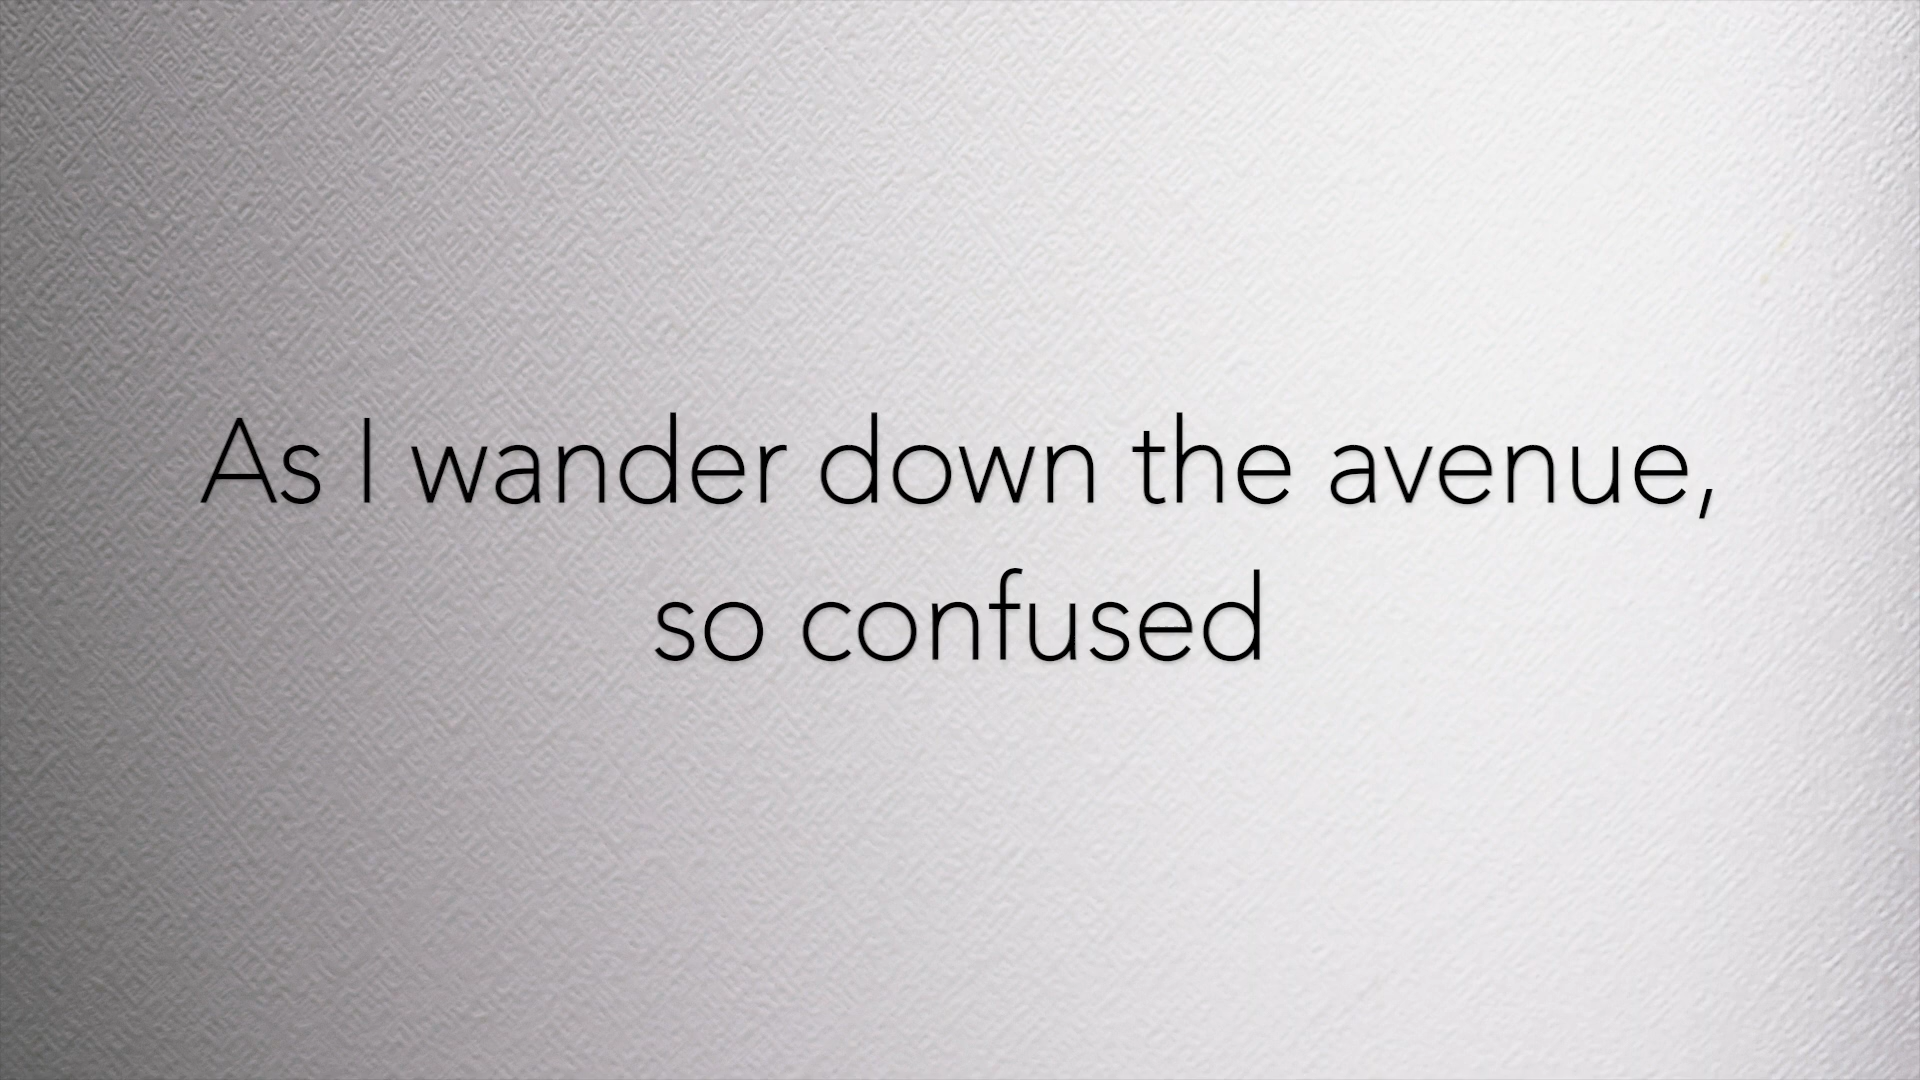 As I wander down the avenue,
so confused